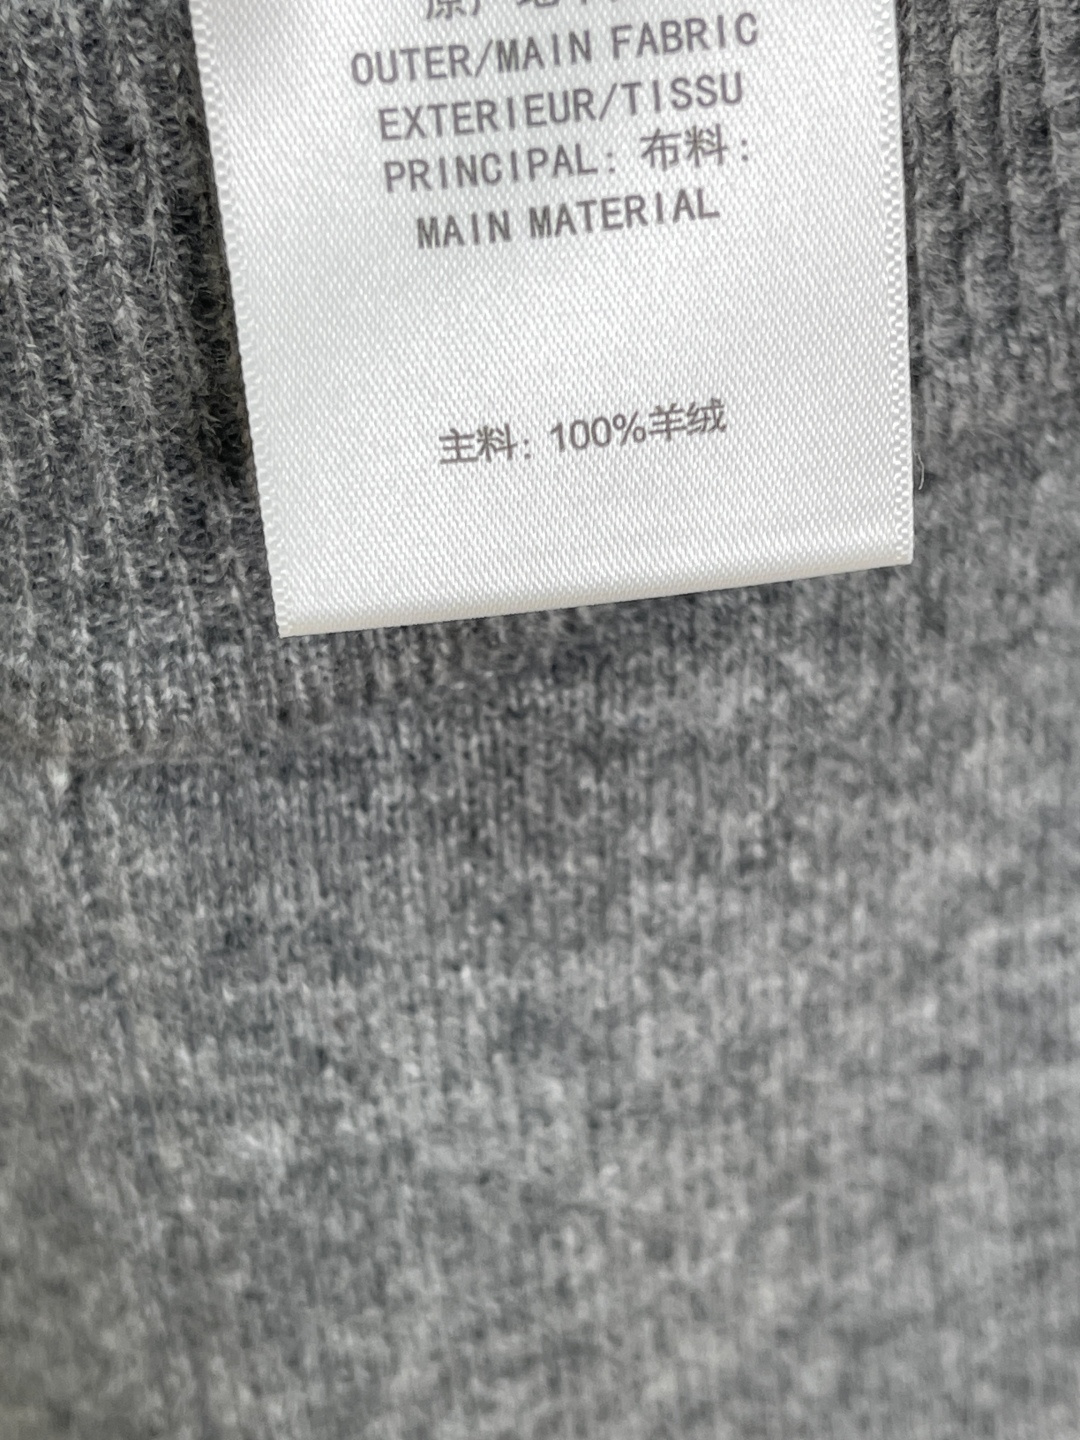 OUTER/MAIN FABRIC
EXTERIEUR/TISSU
PRINCIPAL: 布料:
MAIN MATERIAL
主料: 100%羊绒